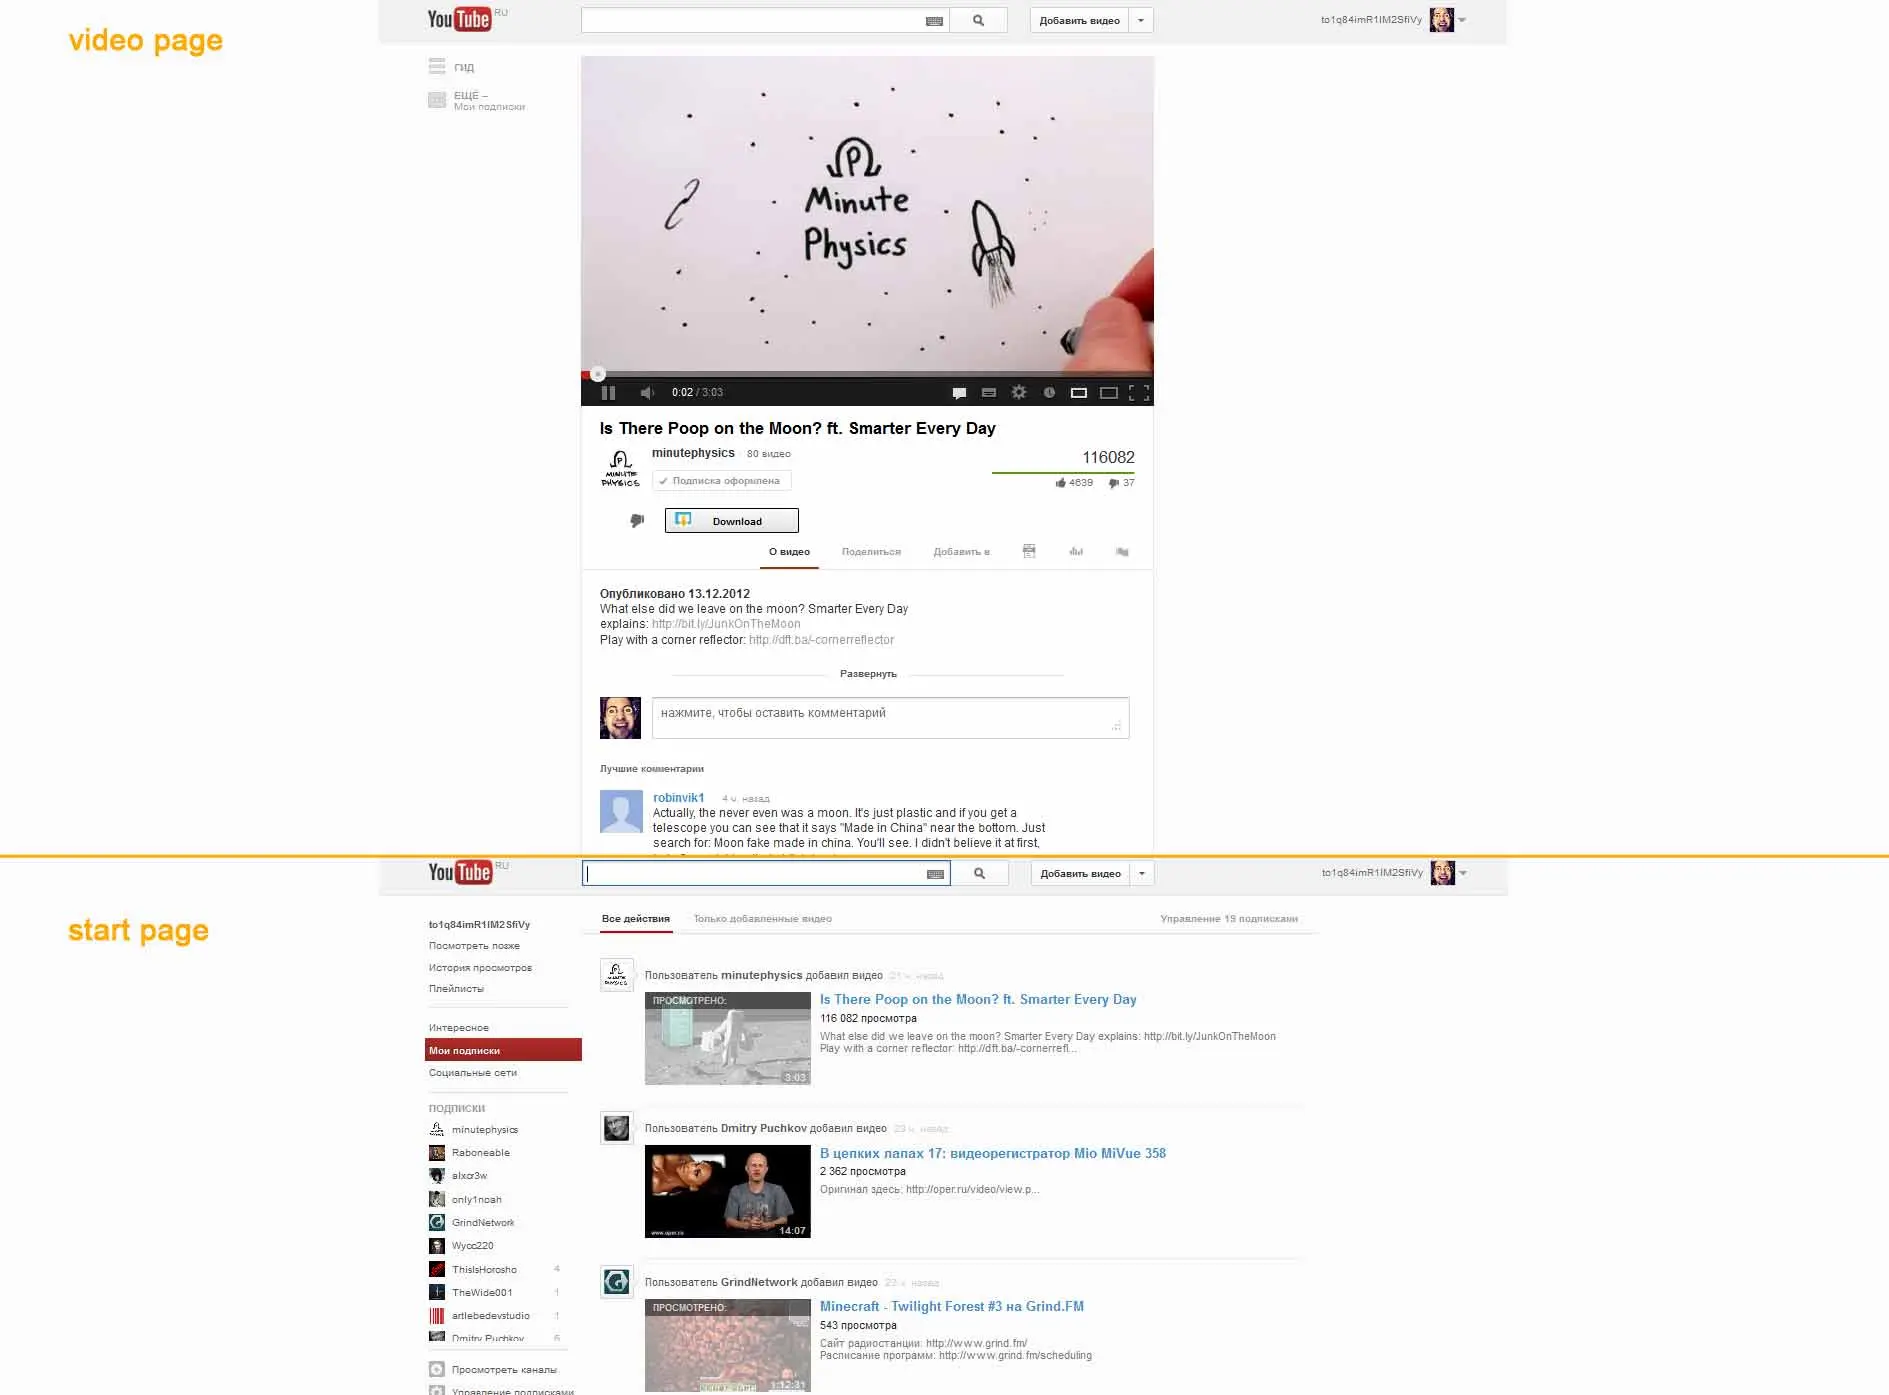 video page
YouTube RU
Добавить видео
to1q84imR1IM2SfiVy
ГИД
ЕЩЁ –
Мои подписки
P
Minute
Physics
0:02 / 3:03
Is There Poop on the Moon? ft. Smarter Every Day
MINUTE
PHYSICS
minutephysics 80 видео
116082
Подписка оформлена
4639 37
Download
О видео Поделиться Добавить в
Опубликовано 13.12.2012
What else did we leave on the moon? Smarter Every Day
explains: http://bit.ly/JunkOnTheMoon
Play with a corner reflector: http://dft.ba/-cornerreflector
Развернуть
нажмите, чтобы оставить комментарий
Лучшие комментарии
robinvik1 4 ч. назад
Actually, the never even was a moon. It's just plastic and if you get a
telescope you can see that it says "Made in China" near the bottom. Just
search for: Moon fake made in china. You'll see. I didn't believe it at first,
YouTube RU
Добавить видео
to1q84imR1IM2SfiVy
start page
to1q84imR1IM2SfiVy
Посмотреть позже
История просмотров
Плейлисты
Интересное
Мои подписки
Социальные сети
ПОДПИСКИ
minutephysics
Raboneable
alxcr3w
only1noah
GrindNetwork
Wycc220
ThisIsHorosho 4
TheWide001 1
artlebedevstudio 1
Dmitry Puchkov 6
Просмотреть каналы
Управление подписками
Все действия Только добавленные видео Управление 19 подписками
MINUTE
PHYSICS
Пользователь minutephysics добавил видео 21 ч. назад
ПРОСМОТРЕНО:
3:03
Is There Poop on the Moon? ft. Smarter Every Day
116 082 просмотра
What else did we leave on the moon? Smarter Every Day explains: http://bit.ly/JunkOnTheMoon
Play with a corner reflector: http://dft.ba/-cornerrefl...
Пользователь Dmitry Puchkov добавил видео 23 ч. назад
www.oper.ru
14:07
В цепких лапах 17: видеорегистратор Mio MiVue 358
2 362 просмотра
Оригинал здесь: http://oper.ru/video/view.p...
Пользователь GrindNetwork добавил видео 23 ч. назад
ПРОСМОТРЕНО:
1:12:31
Minecraft - Twilight Forest #3 на Grind.FM
543 просмотра
Сайт радиостанции: http://www.grind.fm/
Расписание программ: http://www.grind.fm/scheduling